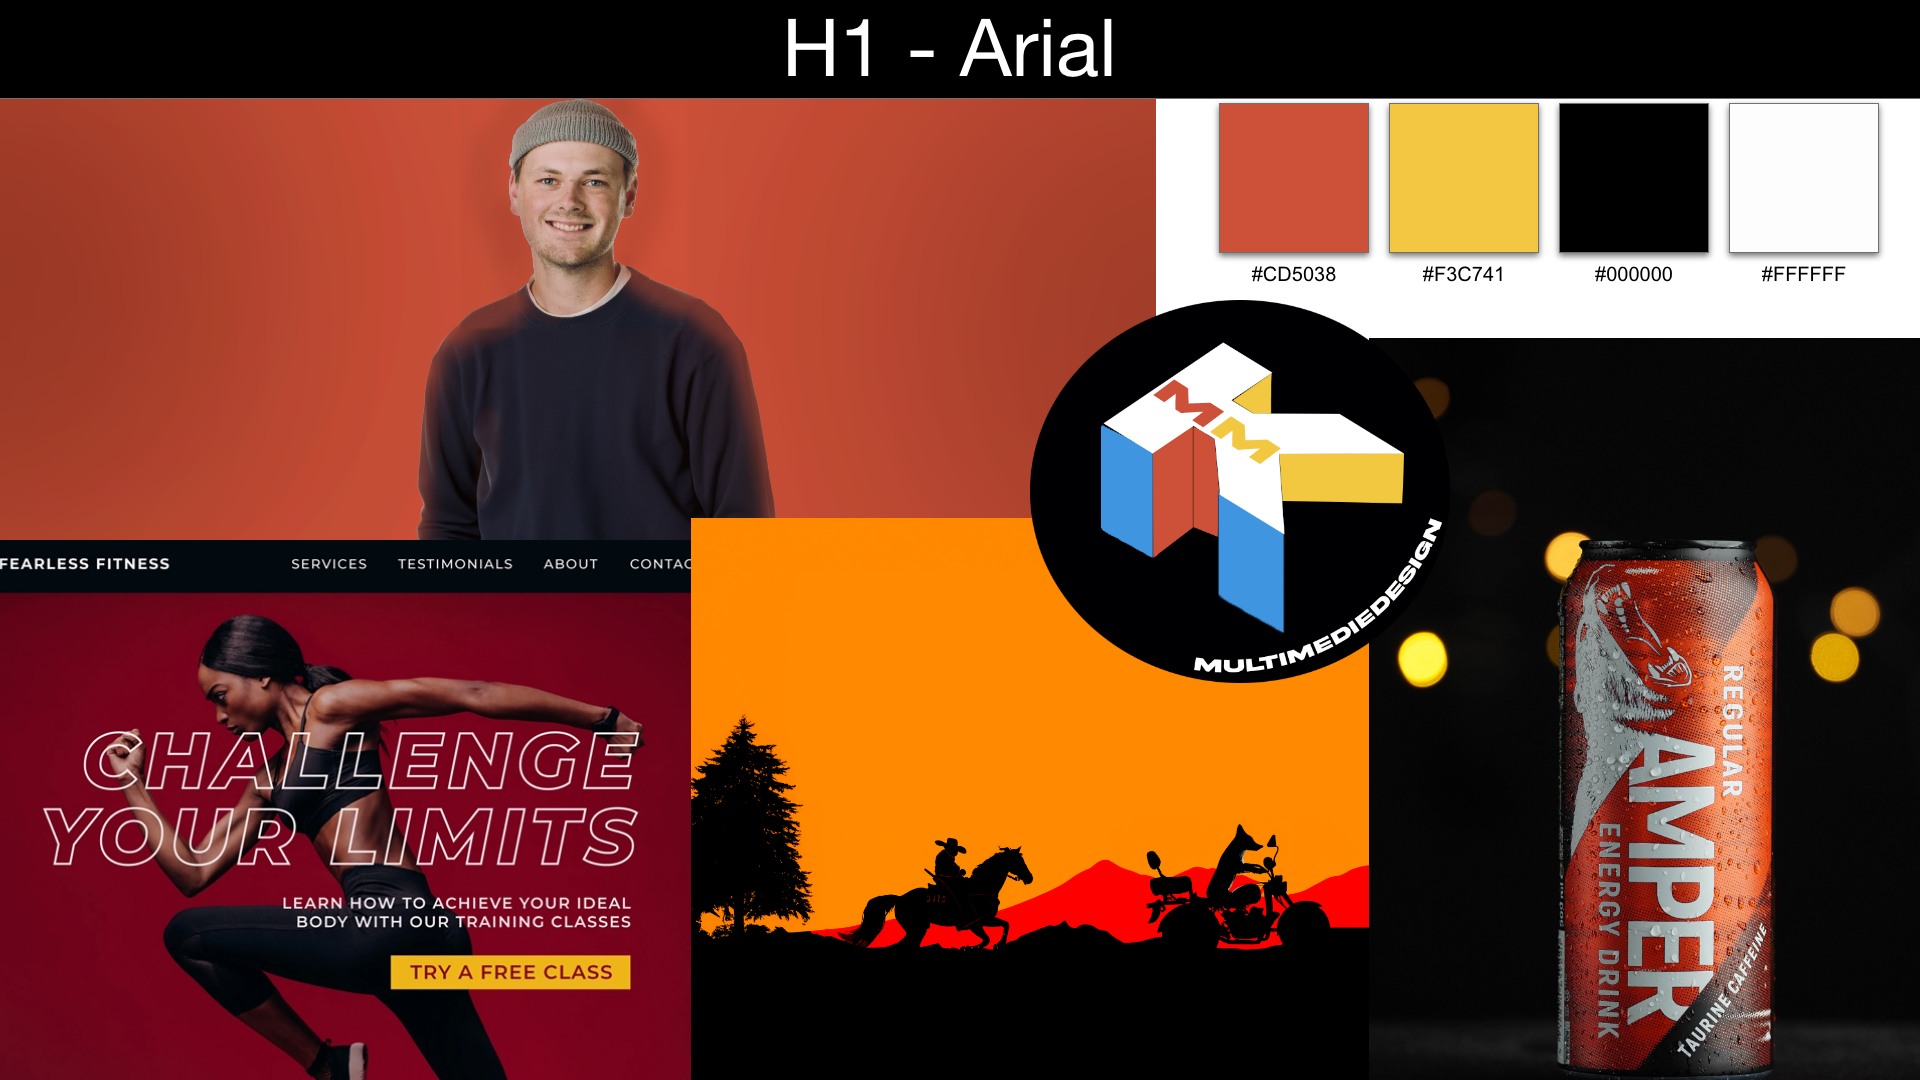 H1 - Arial
#CD5038
#F3C741
#000000
#FFFFFF
MM
MULTIMEDIEDESIGN
FEARLESS FITNESS
SERVICES
TESTIMONIALS
ABOUT
CONTAC
CHALLENGE
YOUR LIMITS
LEARN HOW TO ACHIEVE YOUR IDEAL
BODY WITH OUR TRAINING CLASSES
TRY A FREE CLASS
REGULAR
AMPER
ENERGY DRINK
TAURINE CAFFEINE